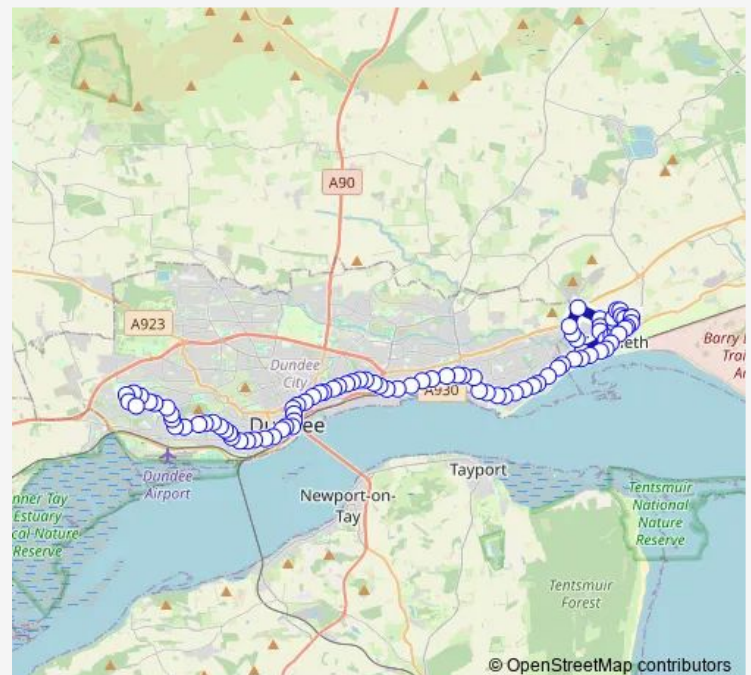 A90
A923
Dundee
City
eth
Barry
A930
Dundee
Dundee
Airport
Tayport
Newport-on-
Tay
nner Tay
Estuary
cal Nature
Reserve
Tentsmuir
National
Nature
Reserve
Tentsmuir
Forest
© OpenStreetMap contributors